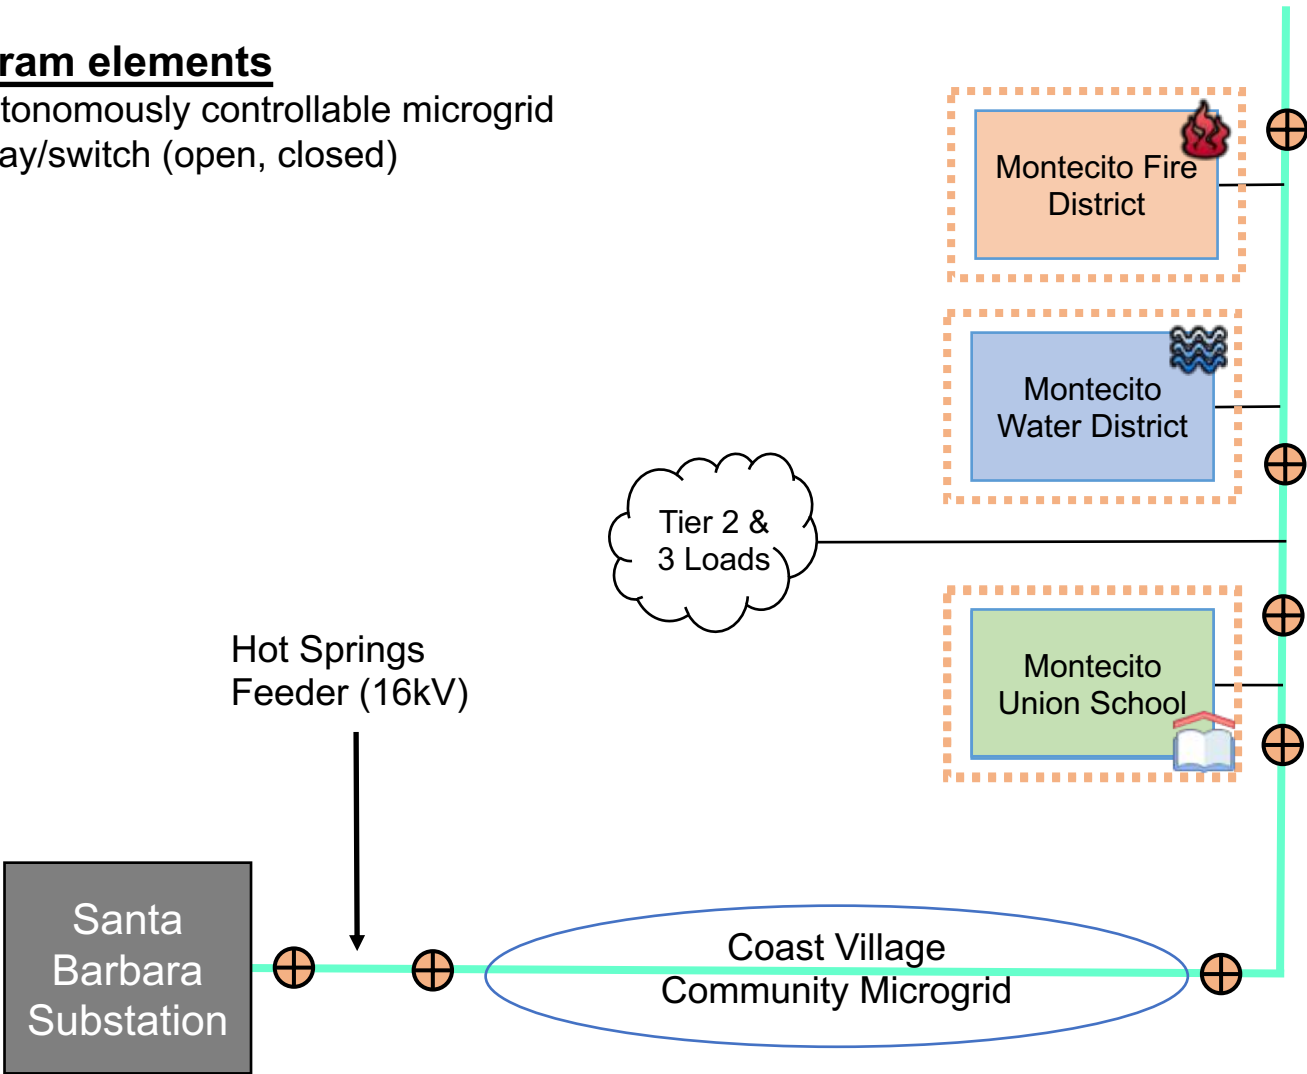 ram elements
tonomously controllable microgrid
ay/switch (open, closed)
Montecito Fire
District
Montecito
Water District
Tier 2 &
3 Loads
Montecito
Union School
Hot Springs
Feeder (16kV)
Santa
Barbara
Substation
Coast Village
Community Microgrid